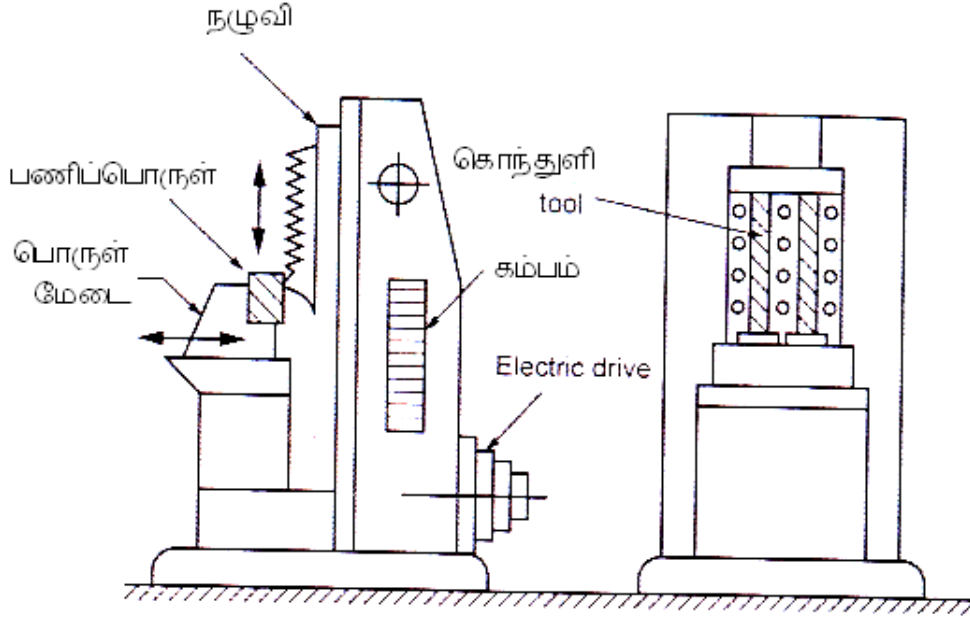 நழுவி
பணிப்பொருள்
பொருள்
மேடை
கொந்துளி
tool
கம்பம்
Electric drive